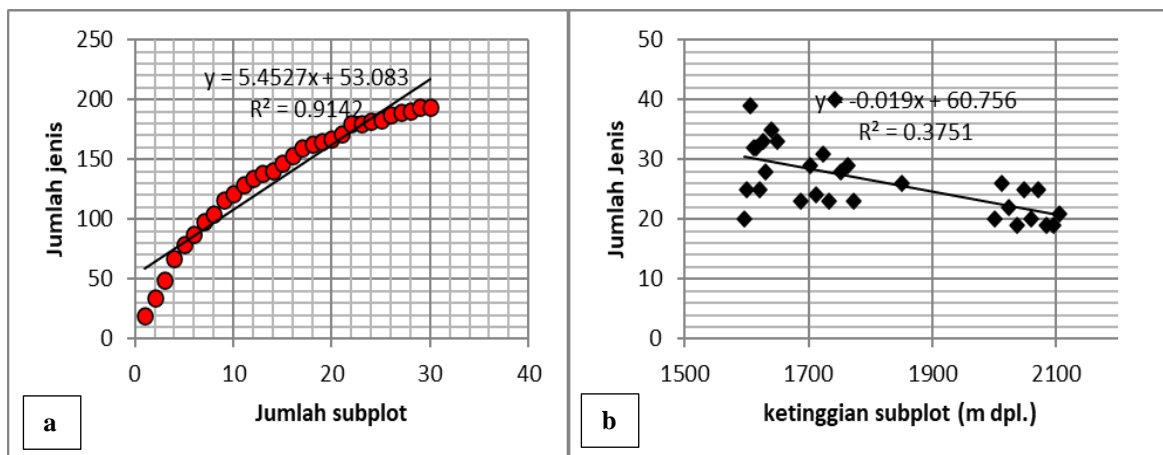 250
200
150
100
50
0
y = 5.4527x + 53.083
R² = 0.9142
0 10 20 30 40
Jumlah jenis
Jumlah subplot
a
50
40
30
20
10
0
y = -0.019x + 60.756
R² = 0.3751
1500 1700 1900 2100
Jumlah Jenis
ketinggian subplot (m dpl.)
b